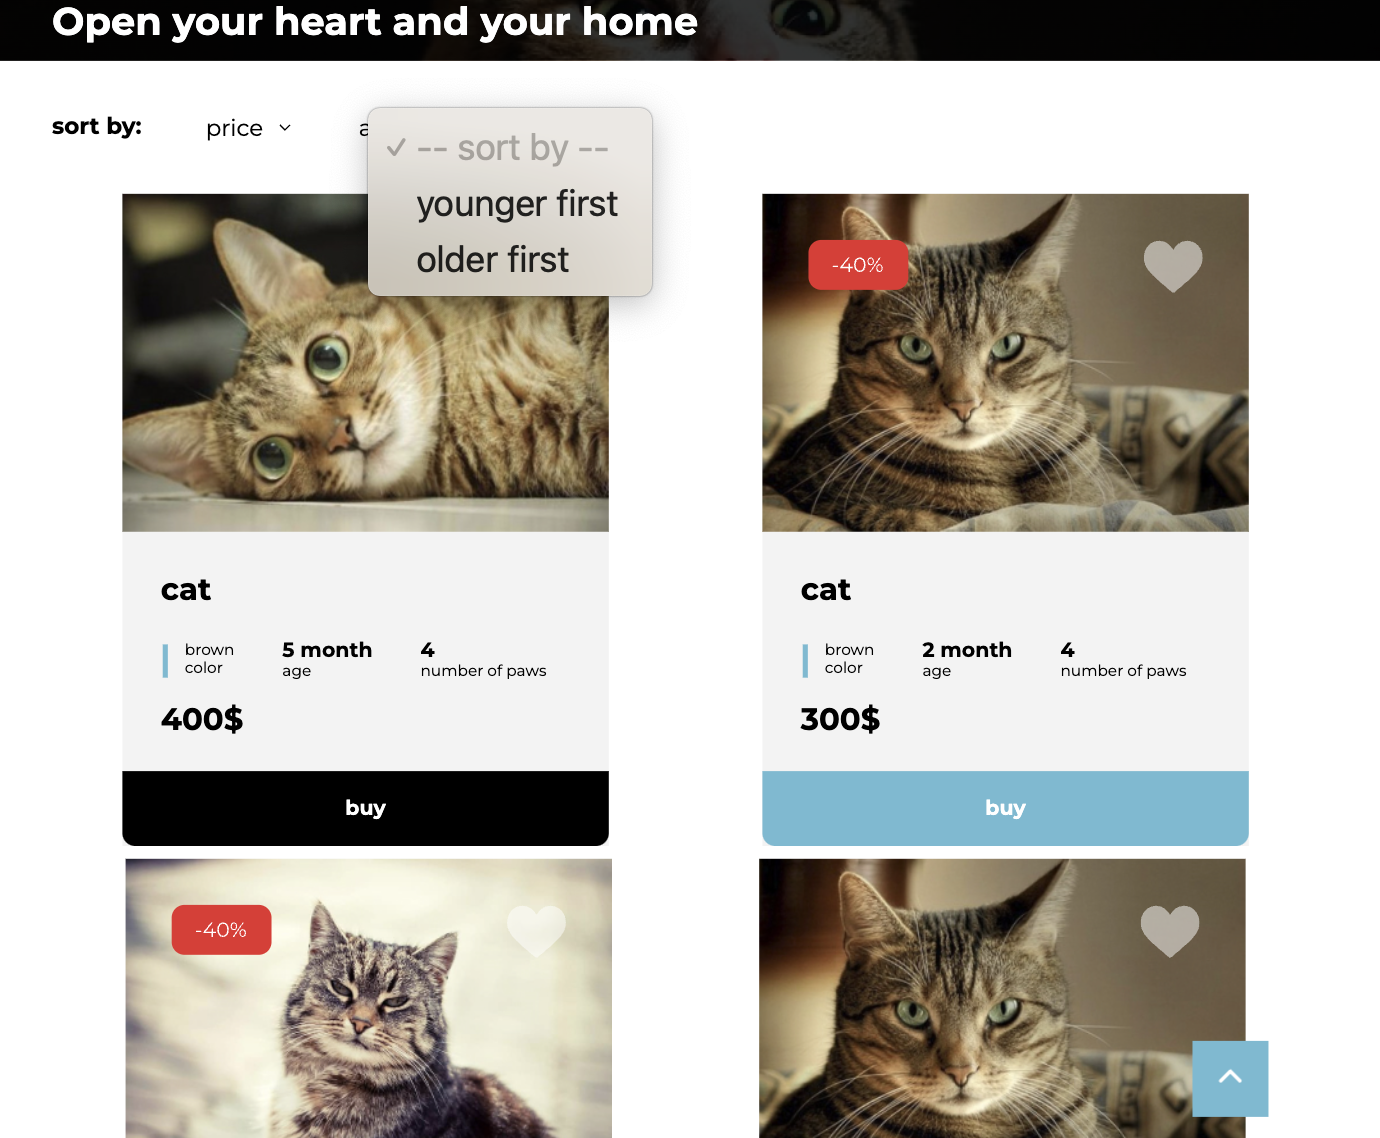 Open your heart and your home
sort by:
price
a
-- sort by --
younger first
older first
-40%
cat
brown
color
5 month
age
4
number of paws
400$
buy
cat
brown
color
2 month
age
4
number of paws
300$
buy
-40%